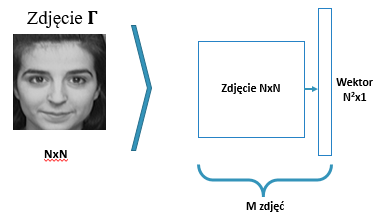 Zdjęcie Γ
NxN
Zdjęcie NxN
Wektor
N²x1
M zdjęć